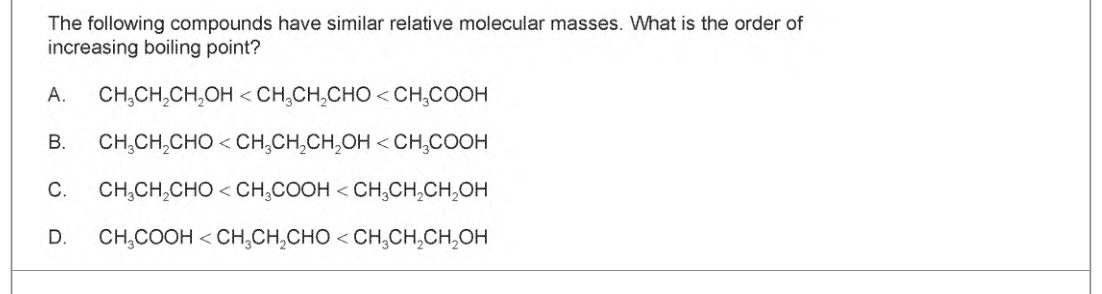 The following compounds have similar relative molecular masses. What is the order of
increasing boiling point?
A. CH₃CH₂CH₂OH < CH₃CH₂CHO < CH₃COOH
B. CH₃CH₂CHO < CH₃CH₂CH₂OH < CH₃COOH
C. CH₃CH₂CHO < CH₃COOH < CH₃CH₂CH₂OH
D. CH₃COOH < CH₃CH₂CHO < CH₃CH₂CH₂OH